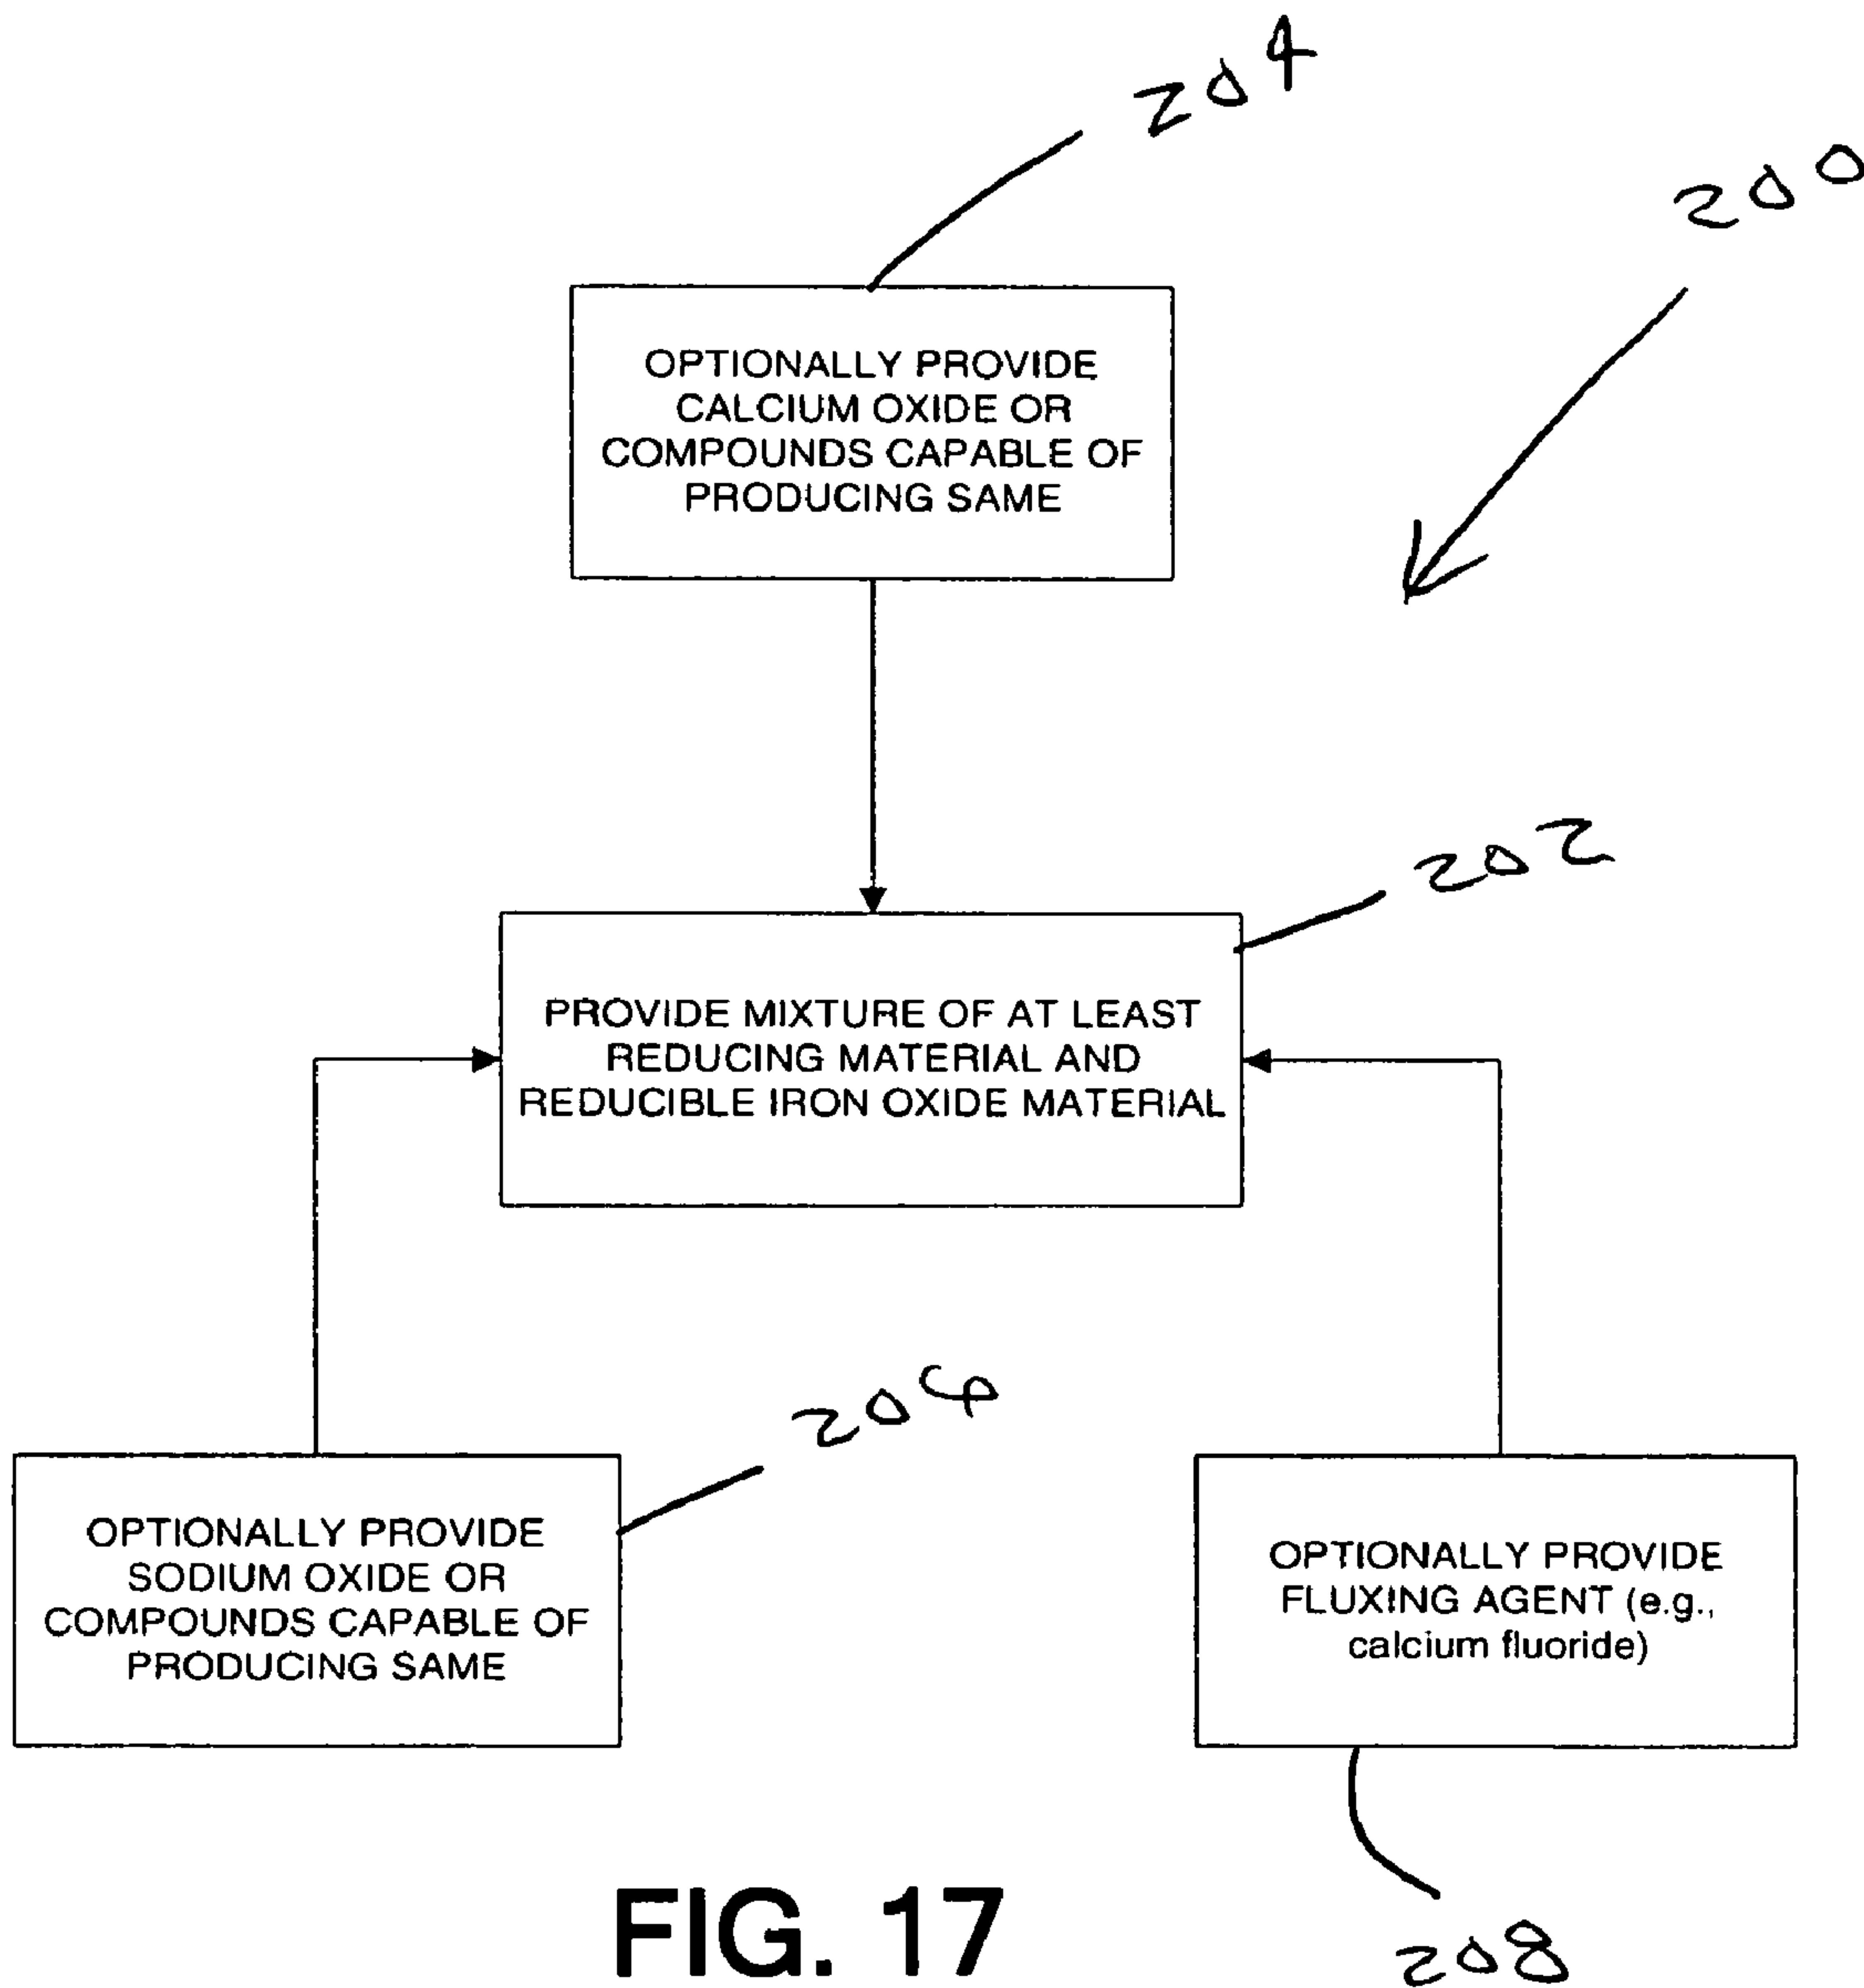 204
200
OPTIONALLY PROVIDE
CALCIUM OXIDE OR
COMPOUNDS CAPABLE OF
PRODUCING SAME
202
PROVIDE MIXTURE OF AT LEAST
REDUCING MATERIAL AND
REDUCIBLE IRON OXIDE MATERIAL
206
OPTIONALLY PROVIDE
SODIUM OXIDE OR
COMPOUNDS CAPABLE OF
PRODUCING SAME
OPTIONALLY PROVIDE
FLUXING AGENT (e.g.,
calcium fluoride)
208
FIG. 17